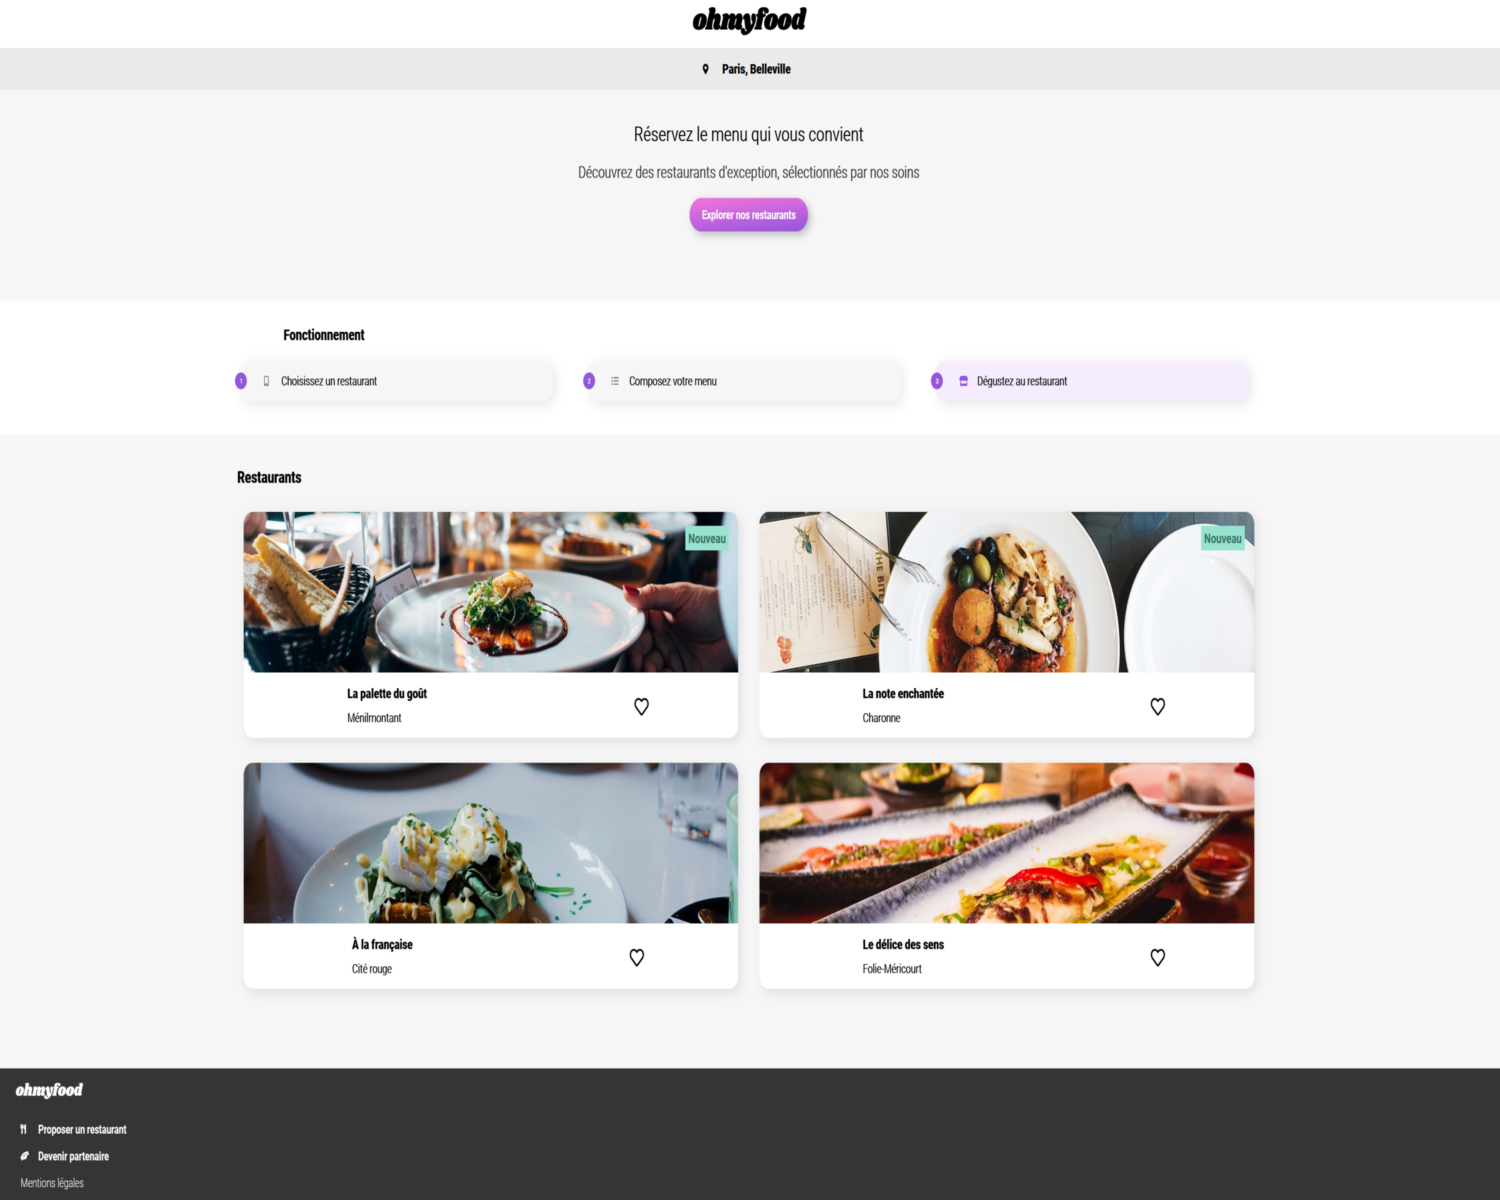 ohmyfood
Paris, Belleville
Réservez le menu qui vous convient
Découvrez des restaurants d'exception, sélectionnés par nos soins
Explorer nos restaurants
Fonctionnement
1 Choisissez un restaurant
2 Composez votre menu
3 Dégustez au restaurant
Restaurants
Nouveau
La palette du goût
Ménilmontant
Nouveau
THE BI
La note enchantée
Charonne
À la française
Cité rouge
Le délice des sens
Folie-Méricourt
ohmyfood
Proposer un restaurant
Devenir partenaire
Mentions légales